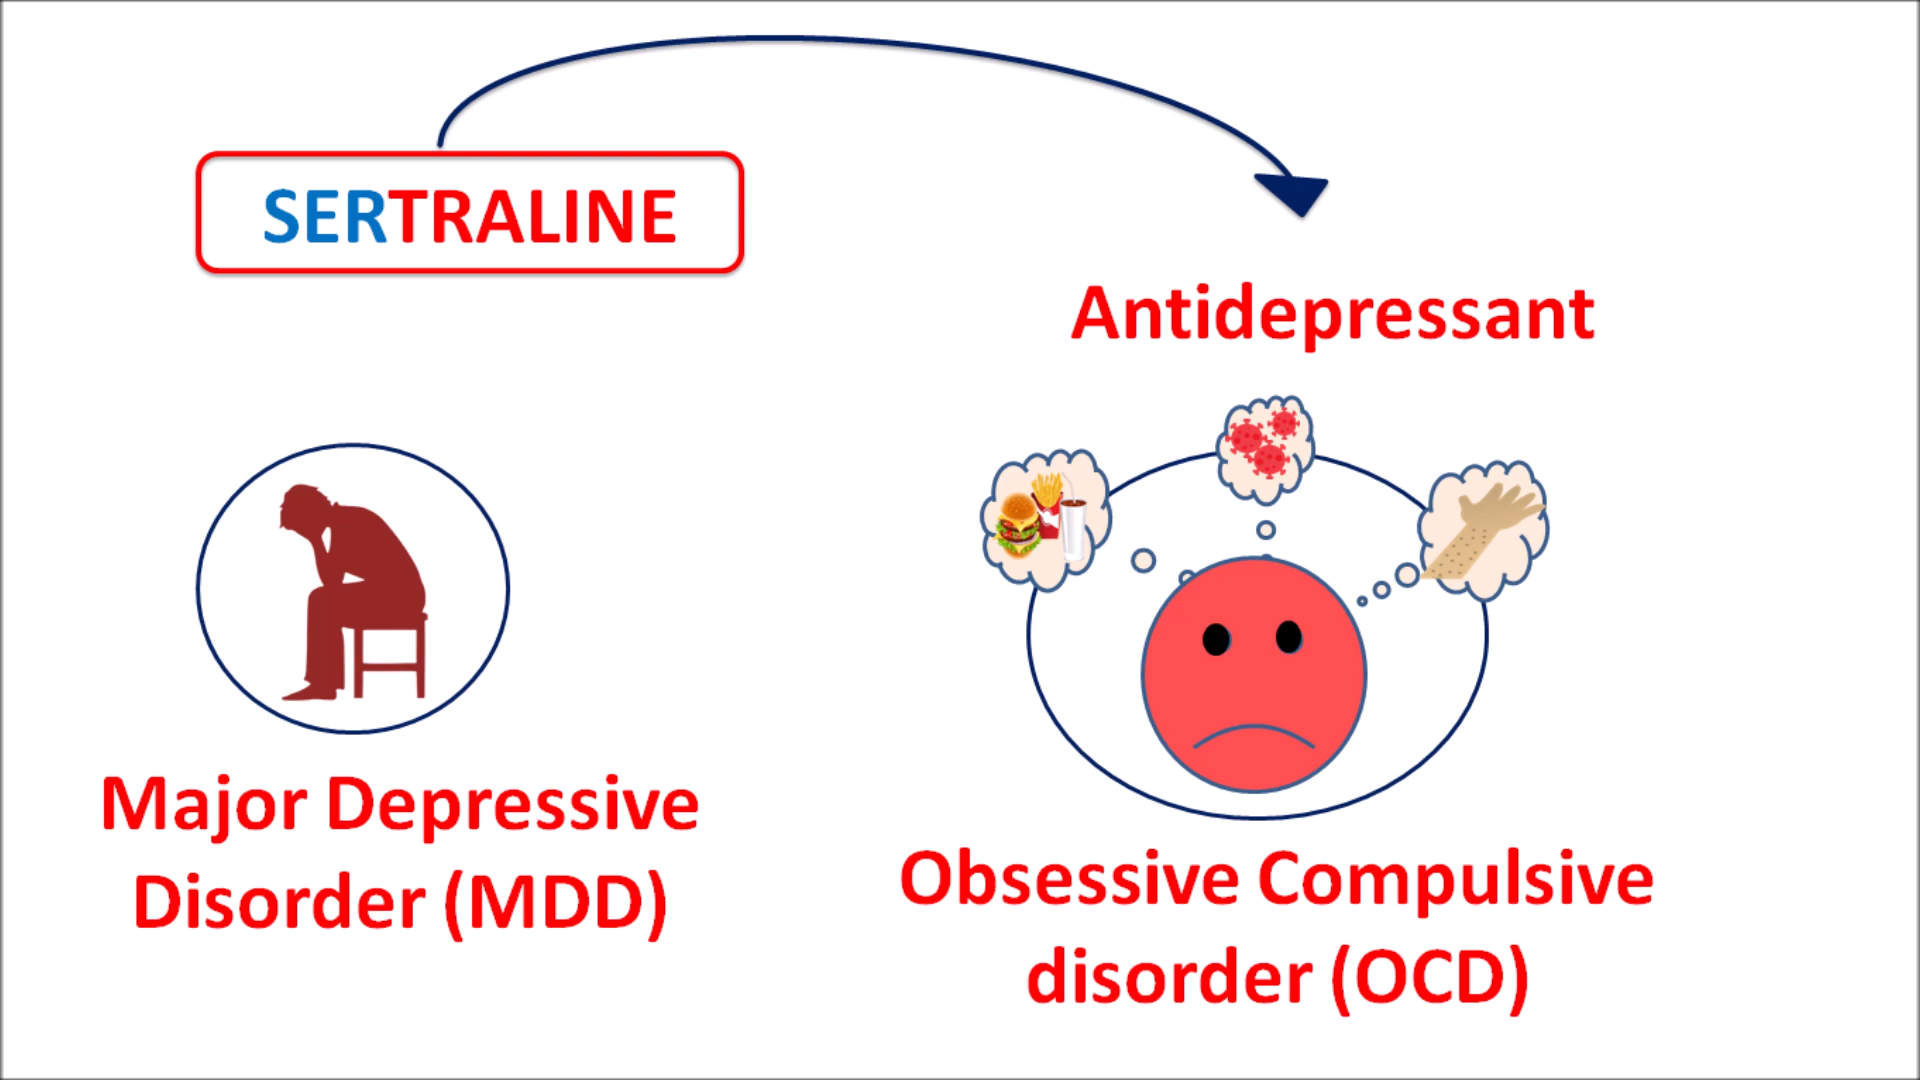 SERTRALINE
Antidepressant
Major Depressive
Disorder (MDD)
Obsessive Compulsive
disorder (OCD)